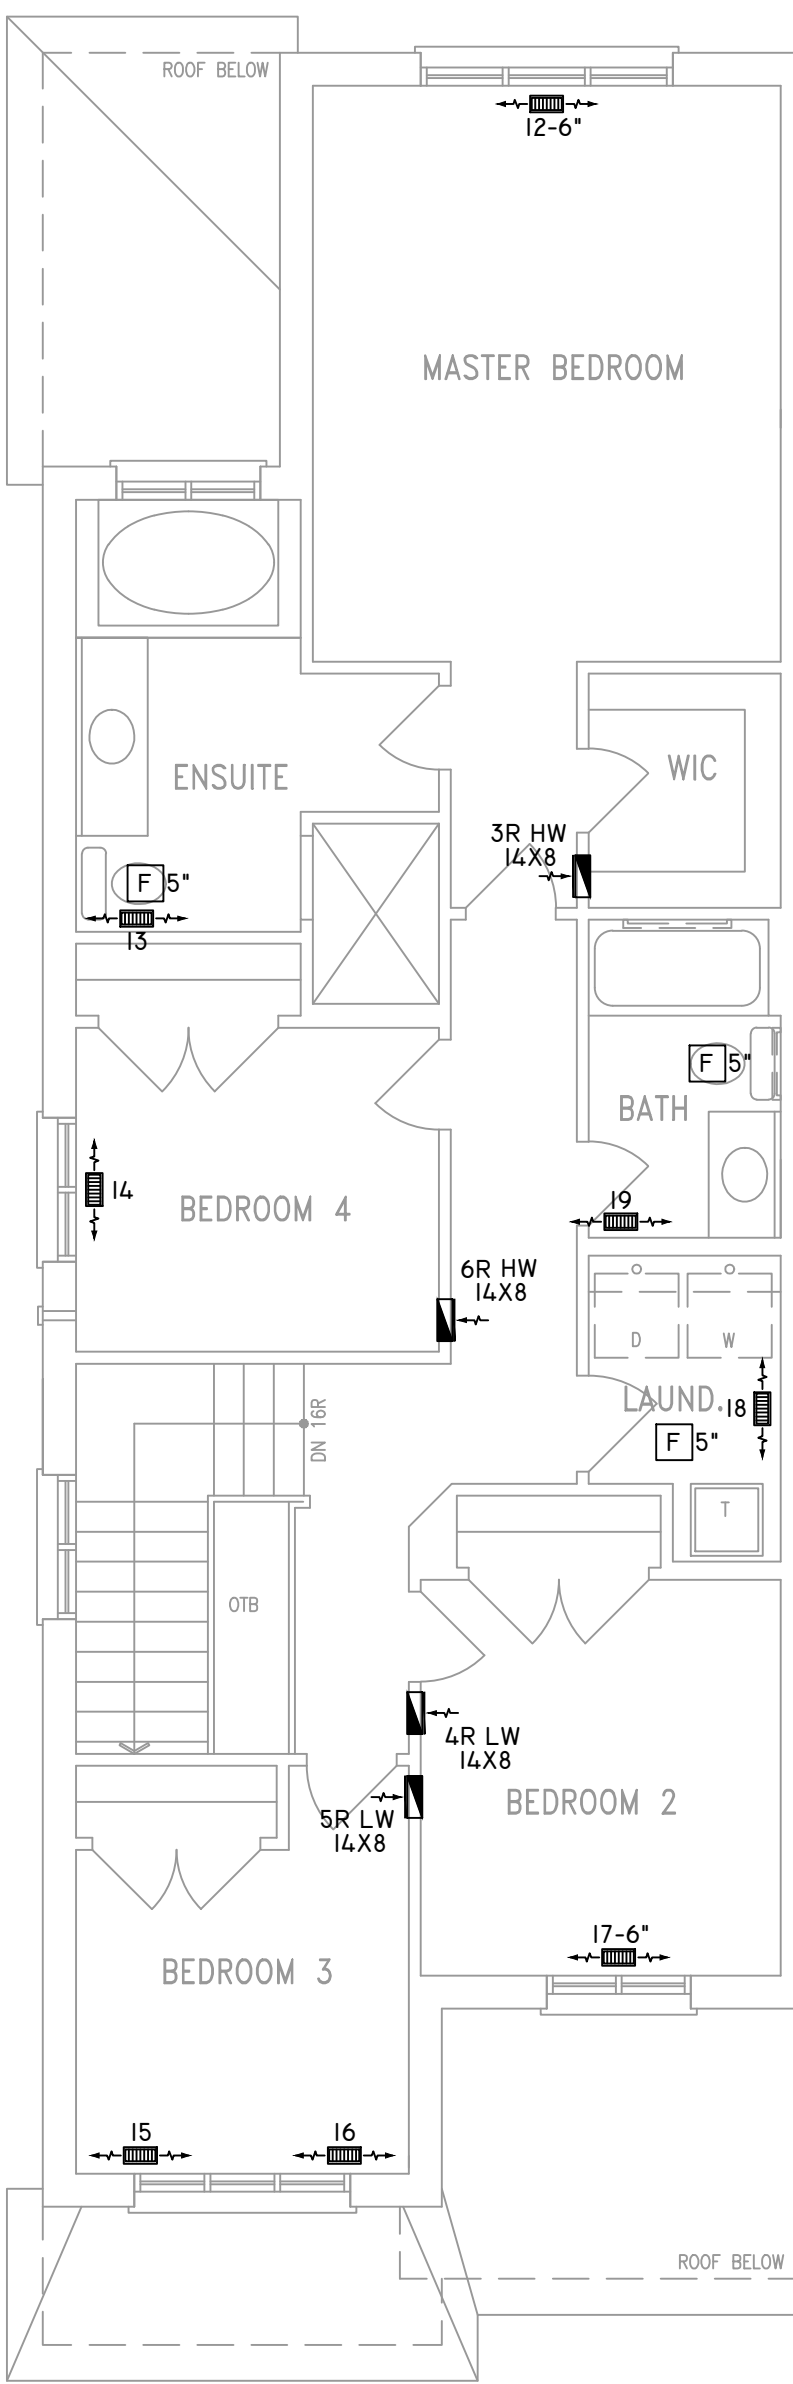 ROOF BELOW
12-6"
MASTER BEDROOM
ENSUITE
WIC
3R HW
14X8
F 5"
13
F 5"
BATH
14
BEDROOM 4
19
6R HW
14X8
D
W
LAUND.
18
DN 16R
F 5"
T
OTB
4R LW
14X8
BEDROOM 2
5R LW
14X8
17-6"
BEDROOM 3
15
16
ROOF BELOW